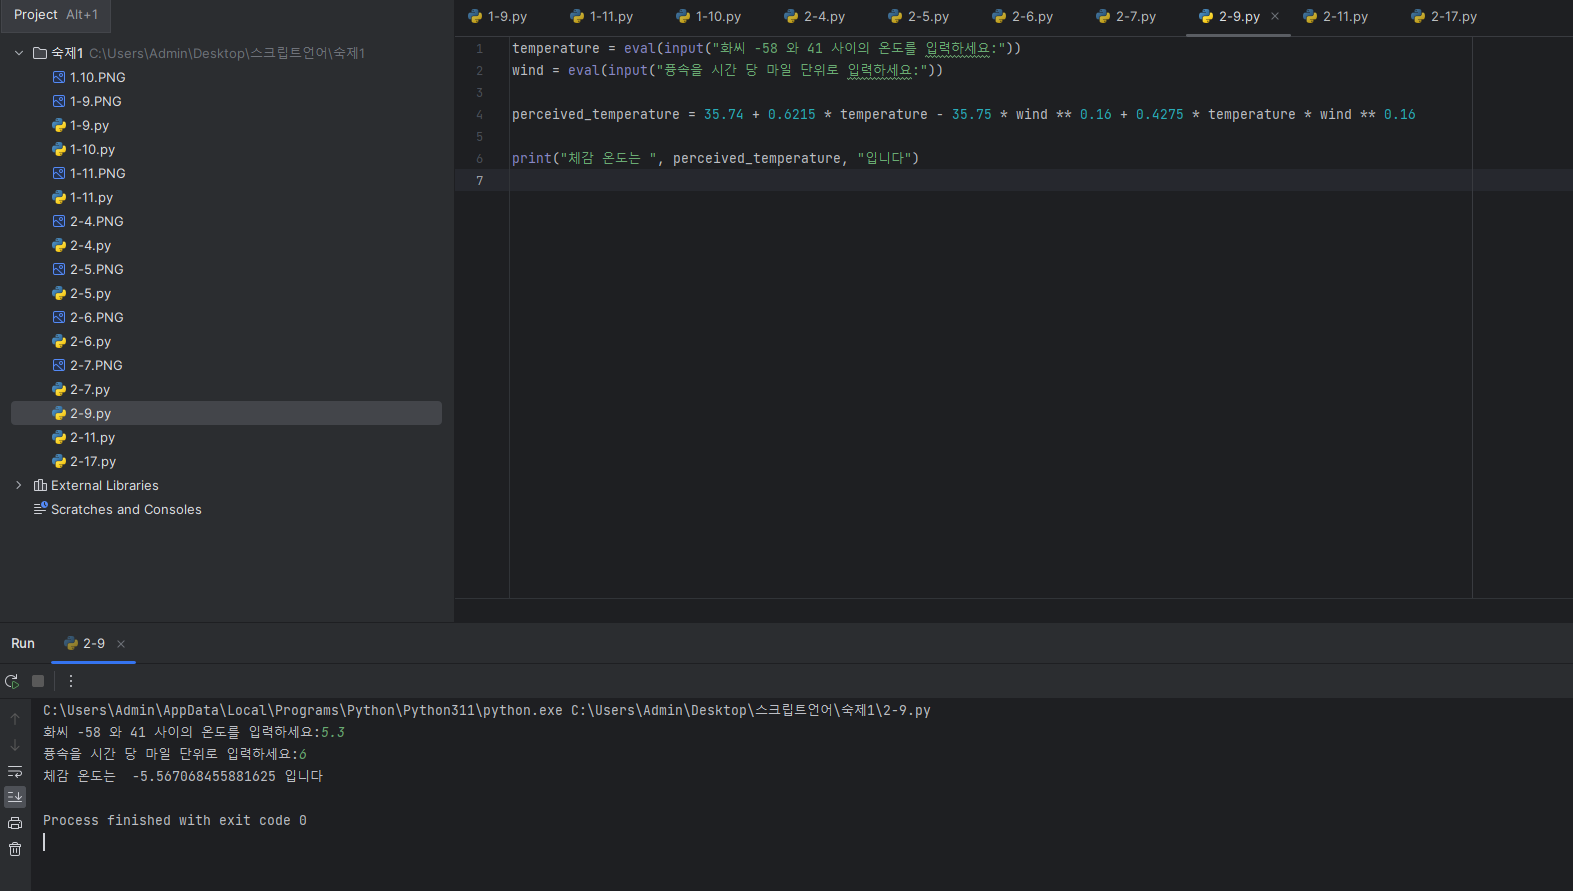 Project Alt+1
숙제1 C:\Users\Admin\Desktop\스크립트언어\숙제1
1.10.PNG
1-9.PNG
1-9.py
1-10.py
1-11.PNG
1-11.py
2-4.PNG
2-4.py
2-5.PNG
2-5.py
2-6.PNG
2-6.py
2-7.PNG
2-7.py
2-9.py
2-11.py
2-17.py
External Libraries
Scratches and Consoles
1-9.py 1-11.py 1-10.py 2-4.py 2-5.py 2-6.py 2-7.py 2-9.py 2-11.py 2-17.py
1 temperature = eval(input("화씨 -58 와 41 사이의 온도를 입력하세요:"))
2 wind = eval(input("풍속을 시간 당 마일 단위로 입력하세요:"))
3
4 perceived_temperature = 35.74 + 0.6215 * temperature - 35.75 * wind ** 0.16 + 0.4275 * temperature * wind ** 0.16
5
6 print("체감 온도는 ", perceived_temperature, "입니다")
7
Run 2-9
C:\Users\Admin\AppData\Local\Programs\Python\Python311\python.exe C:\Users\Admin\Desktop\스크립트언어\숙제1\2-9.py
화씨 -58 와 41 사이의 온도를 입력하세요:5.3
풍속을 시간 당 마일 단위로 입력하세요:6
체감 온도는  -5.567068455881625 입니다
Process finished with exit code 0